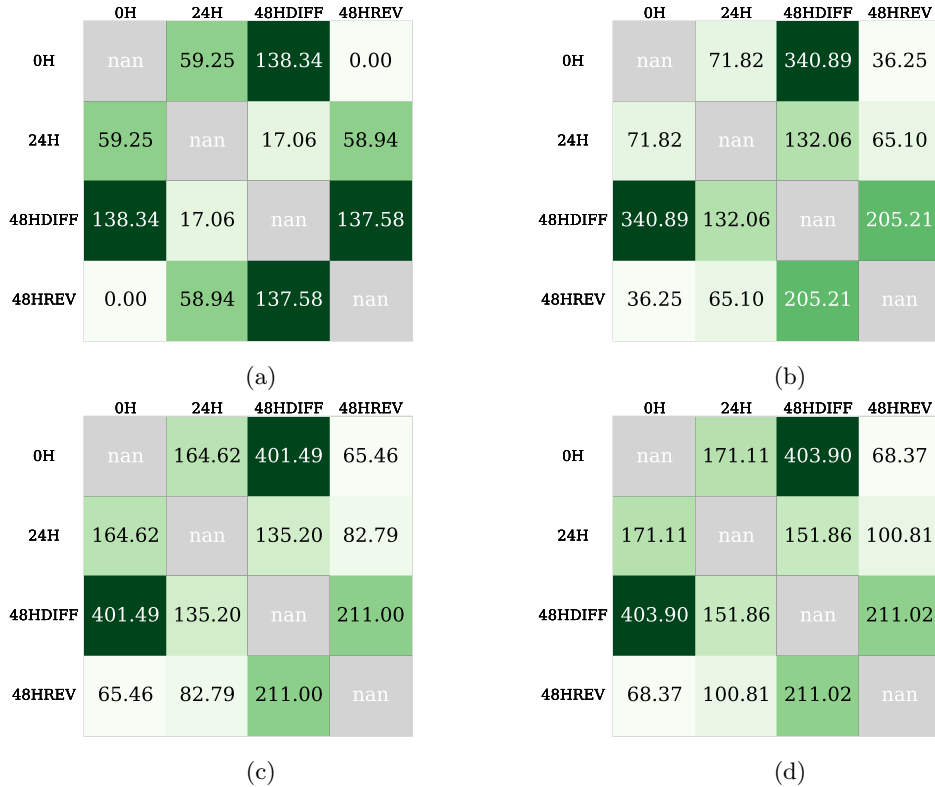 0H 24H 48HDIFF 48HREV
0H nan 59.25 138.34 0.00
24H 59.25 nan 17.06 58.94
48HDIFF 138.34 17.06 nan 137.58
48HREV 0.00 58.94 137.58 nan
(a)
0H 24H 48HDIFF 48HREV
0H nan 71.82 340.89 36.25
24H 71.82 nan 132.06 65.10
48HDIFF 340.89 132.06 nan 205.21
48HREV 36.25 65.10 205.21 nan
(b)
0H 24H 48HDIFF 48HREV
0H nan 164.62 401.49 65.46
24H 164.62 nan 135.20 82.79
48HDIFF 401.49 135.20 nan 211.00
48HREV 65.46 82.79 211.00 nan
(c)
0H 24H 48HDIFF 48HREV
0H nan 171.11 403.90 68.37
24H 171.11 nan 151.86 100.81
48HDIFF 403.90 151.86 nan 211.02
48HREV 68.37 100.81 211.02 nan
(d)